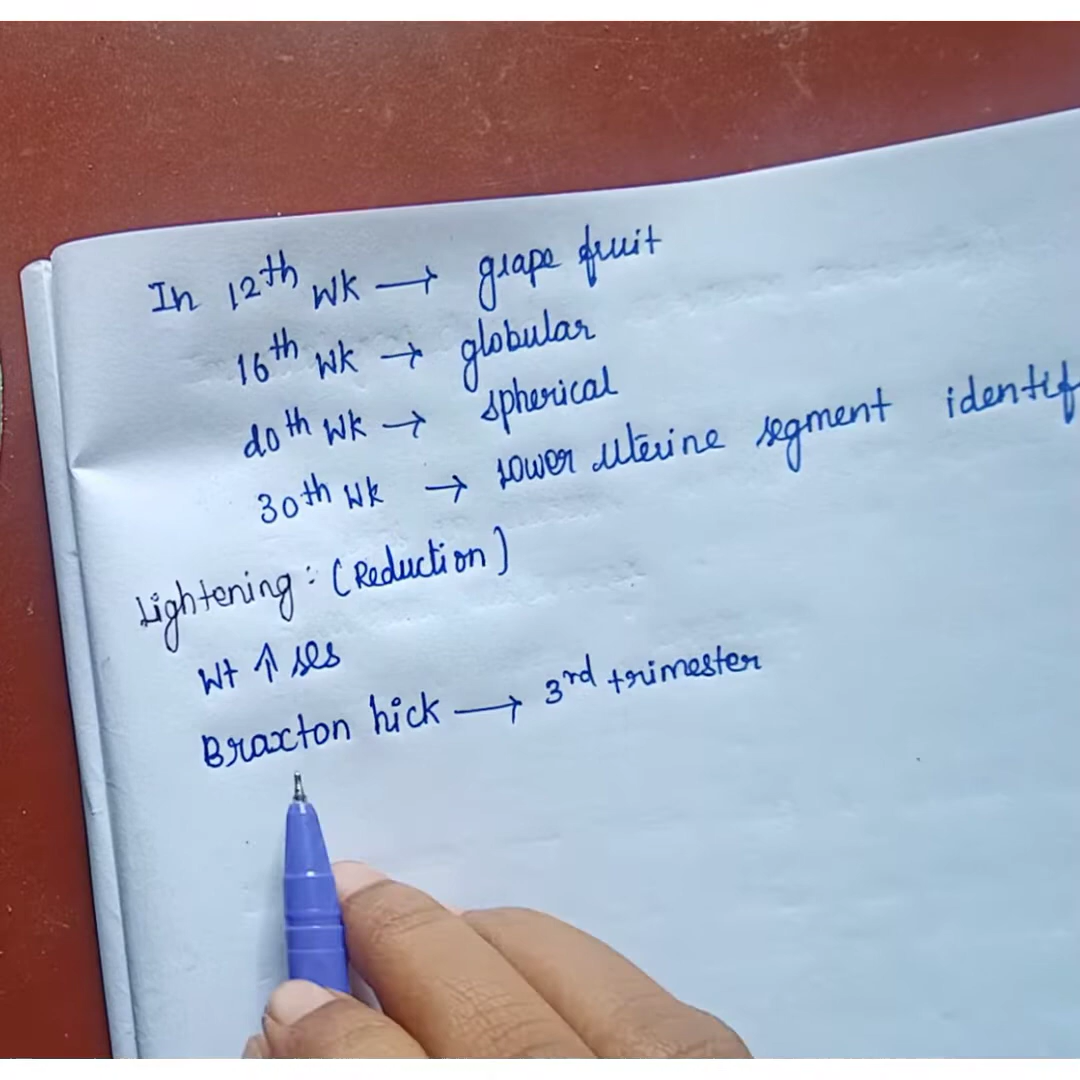 In 12th wk → grape fruit
16th wk → globular
20th wk → spherical
30th wk → Lower uterine segment identif
Lightening : (Reduction)
Wt ↑ ses
Braxton hick → 3rd trimester